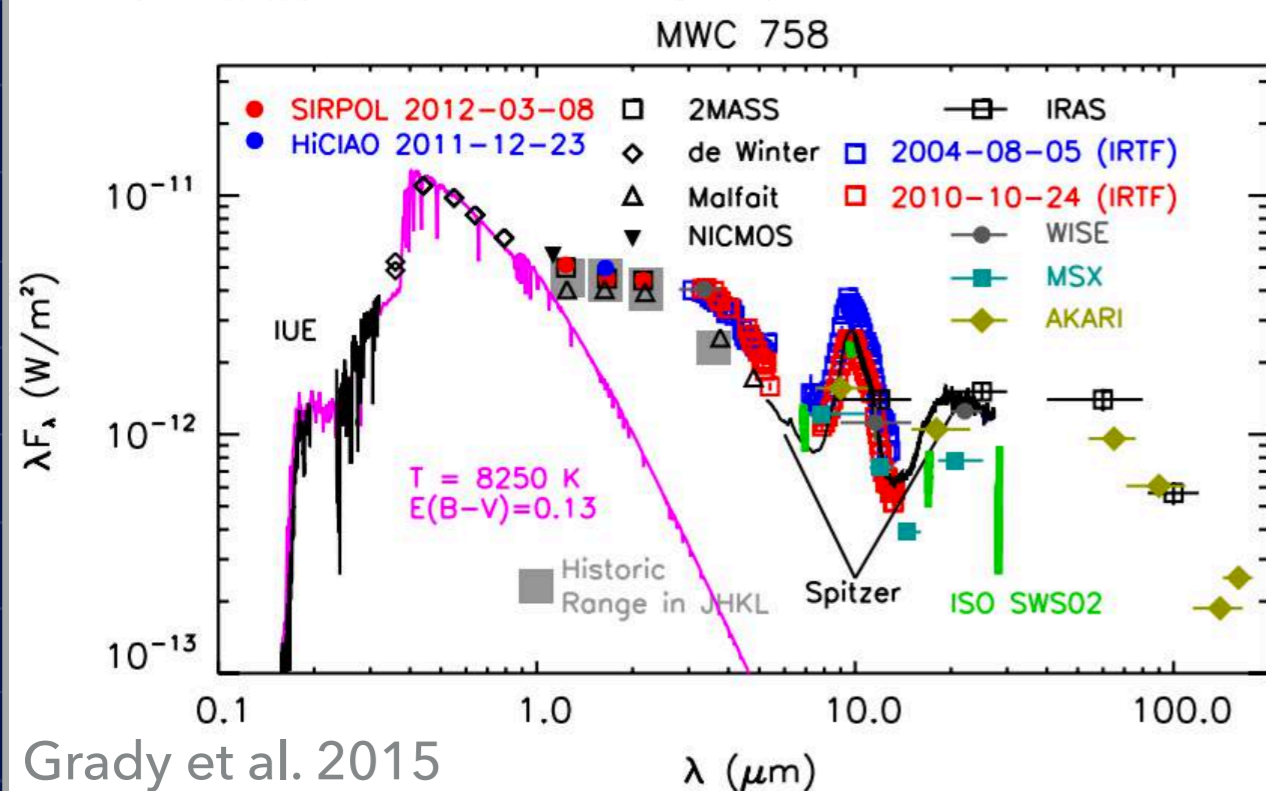 MWC 758
SIRPOL 2012-03-08
HiCIAO 2011-12-23
2MASS
de Winter
Malfait
NICMOS
IRAS
2004-08-05 (IRTF)
2010-10-24 (IRTF)
WISE
MSX
AKARI
10⁻¹¹
10⁻¹²
10⁻¹³
λF_λ (W/m²)
IUE
T = 8250 K
E(B-V)=0.13
Historic
Range in JHKL
Spitzer
ISO SWS02
0.1 1.0 10.0 100.0
λ (μm)
Grady et al. 2015